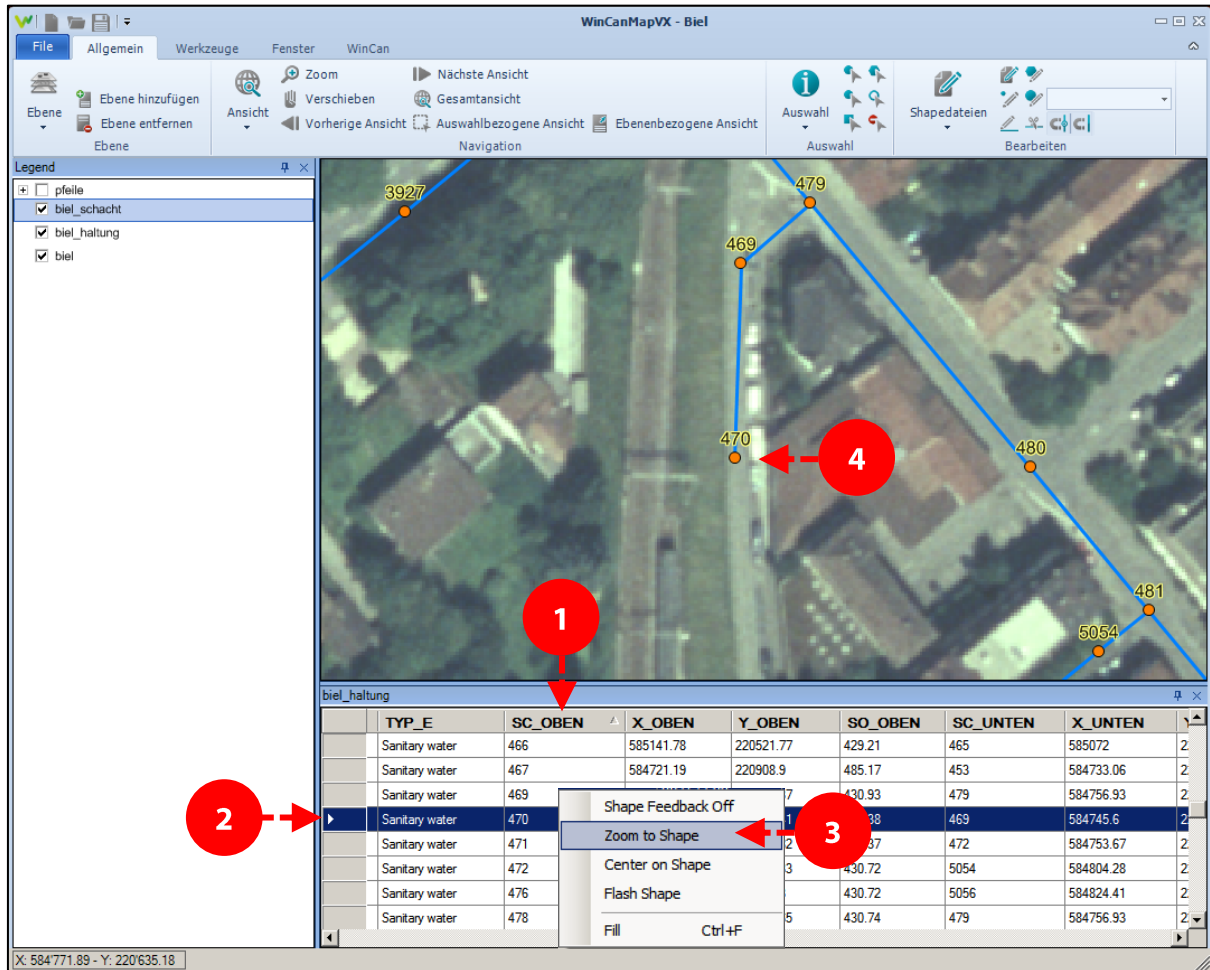 WinCanMapVX - Biel
File Allgemein Werkzeuge Fenster WinCan
Ebene
Ebene hinzufügen
Ebene entfernen
Ebene
Ansicht
Zoom
Verschieben
Vorherige Ansicht
Nächste Ansicht
Gesamtansicht
Auswahlbezogene Ansicht
Ebenenbezogene Ansicht
Navigation
Auswahl
Auswahl
Shapedateien
Bearbeiten
Legend
pfeile
biel_schacht
biel_haltung
biel
3927
479
469
470
4
480
481
5054
1
biel_haltung
TYP_E SC_OBEN X_OBEN Y_OBEN SO_OBEN SC_UNTEN X_UNTEN
Sanitary water 466 585141.78 220521.77 429.21 465 585072
Sanitary water 467 584721.19 220908.9 485.17 453 584733.06
Sanitary water 469 430.93 479 584756.93
2
Sanitary water 470 469 584745.6
Sanitary water 471 472 584753.67
Sanitary water 472 430.72 5054 584804.28
Sanitary water 476 430.72 5056 584824.41
Sanitary water 478 430.74 479 584756.93
Shape Feedback Off
Zoom to Shape
3
Center on Shape
Flash Shape
Fill Ctrl+F
X: 584'771.89 - Y: 220'635.18